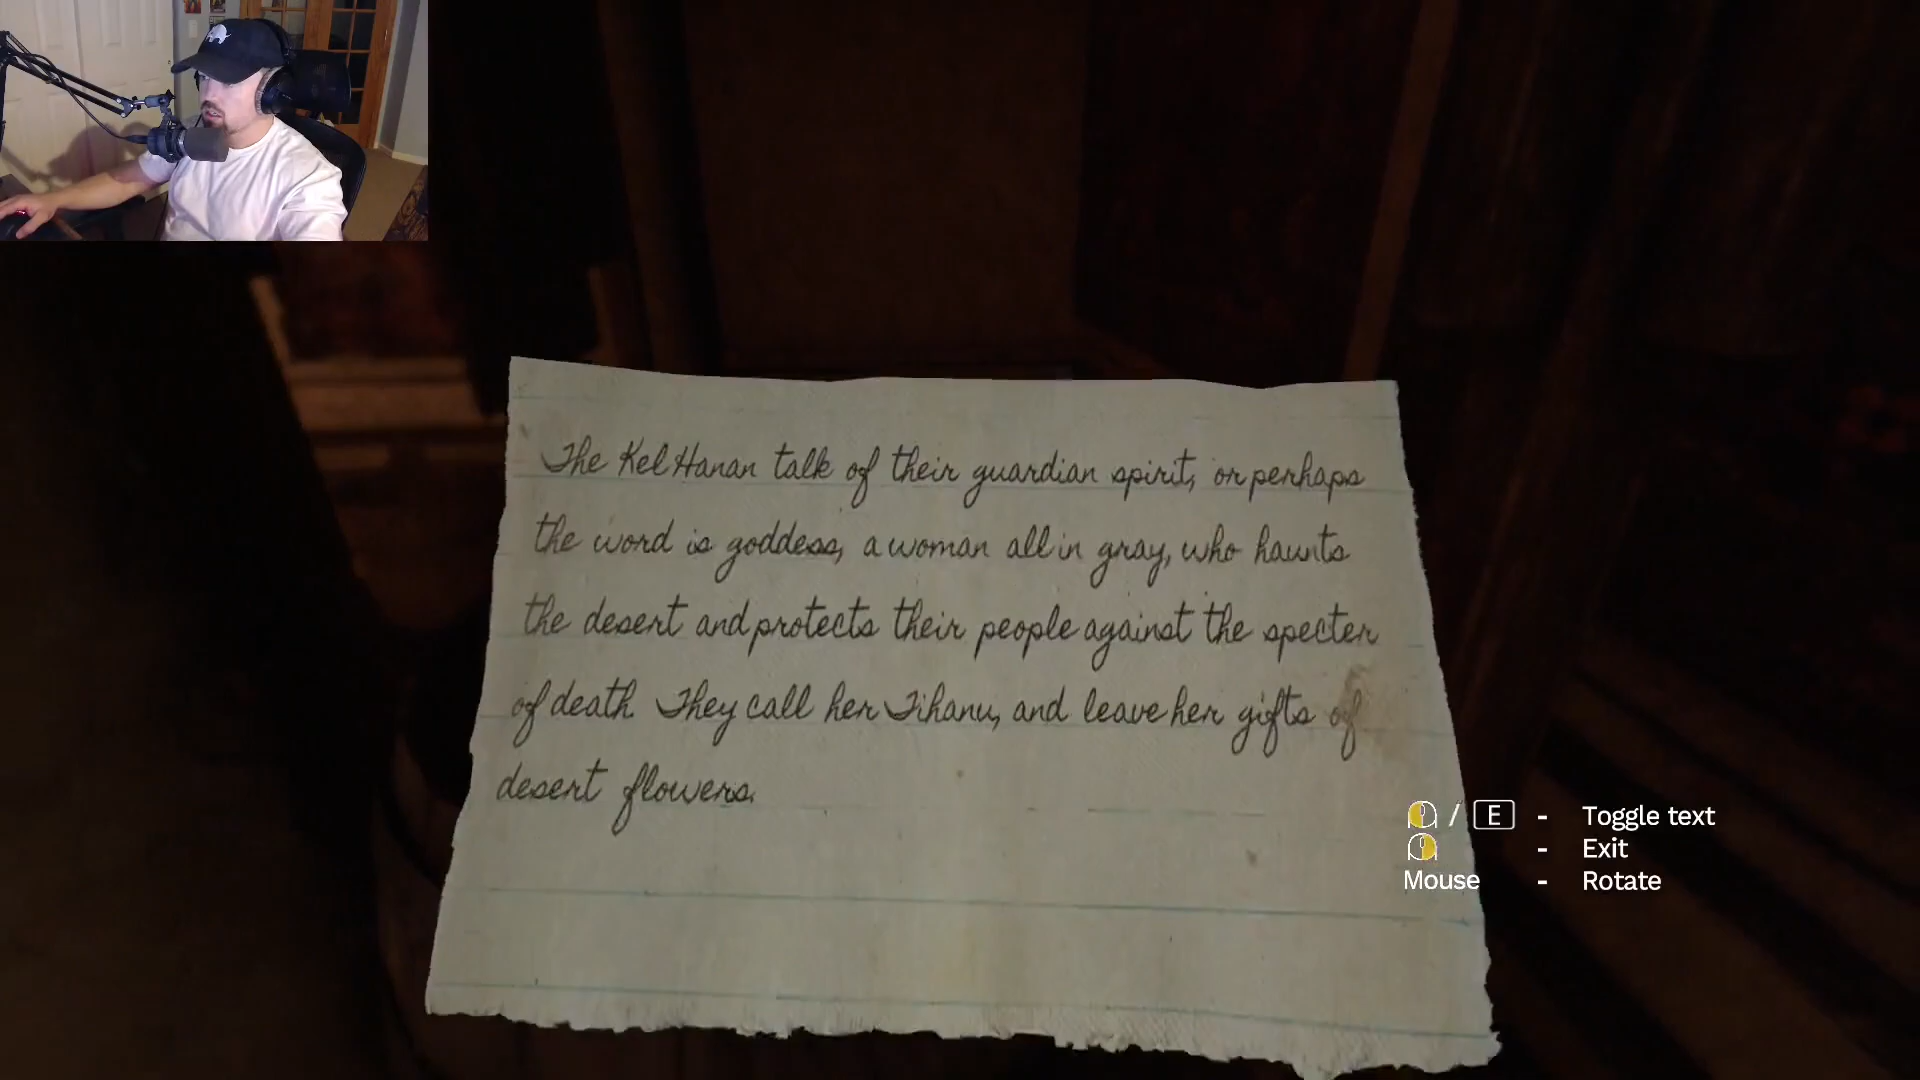 The Kel Hanan talk of their guardian spirit, or perhaps
the word is goddess, a woman all in gray, who haunts
the desert and protects their people against the specter
of death. They call her Tihanu, and leave her gifts of
desert flowers.
/ E - Toggle text
- Exit
Mouse - Rotate